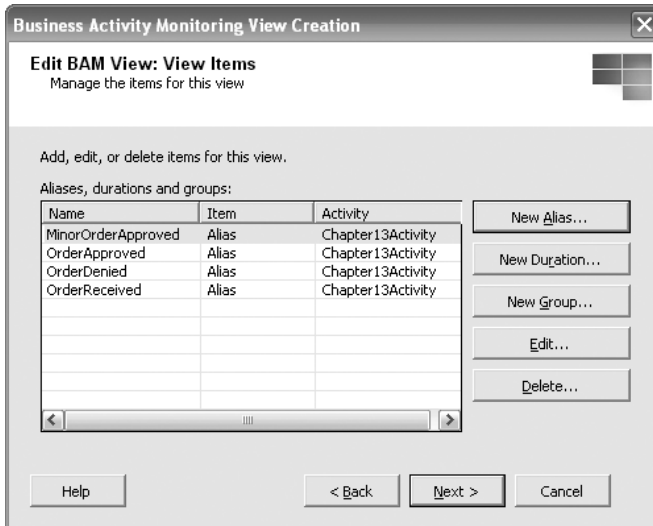 Business Activity Monitoring View Creation
Edit BAM View: View Items
Manage the items for this view
Add, edit, or delete items for this view.
Aliases, durations and groups:
Name Item Activity
MinorOrderApproved Alias Chapter13Activity
OrderApproved Alias Chapter13Activity
OrderDenied Alias Chapter13Activity
OrderReceived Alias Chapter13Activity
New Alias...
New Duration...
New Group...
Edit...
Delete...
Help < Back Next > Cancel